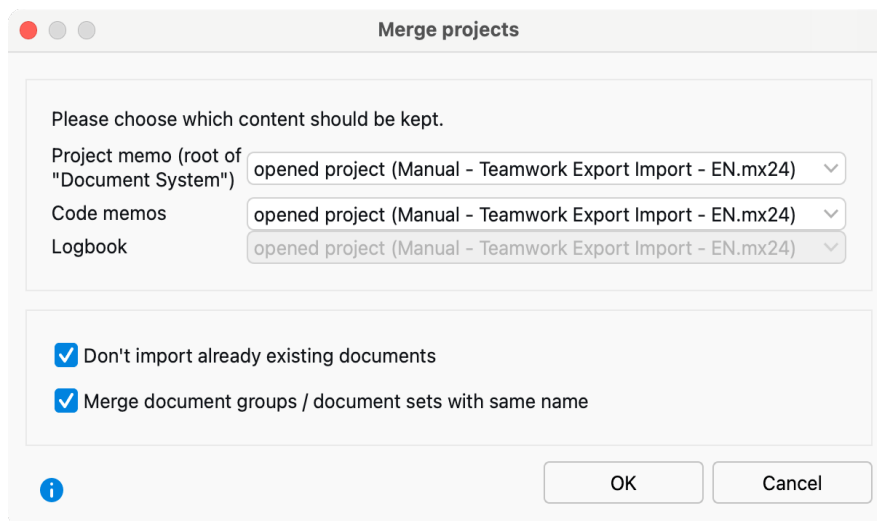 Merge projects
Please choose which content should be kept.
Project memo (root of
"Document System")
opened project (Manual - Teamwork Export Import - EN.mx24)
Code memos
opened project (Manual - Teamwork Export Import - EN.mx24)
Logbook
opened project (Manual - Teamwork Export Import - EN.mx24)
Don't import already existing documents
Merge document groups / document sets with same name
OK
Cancel